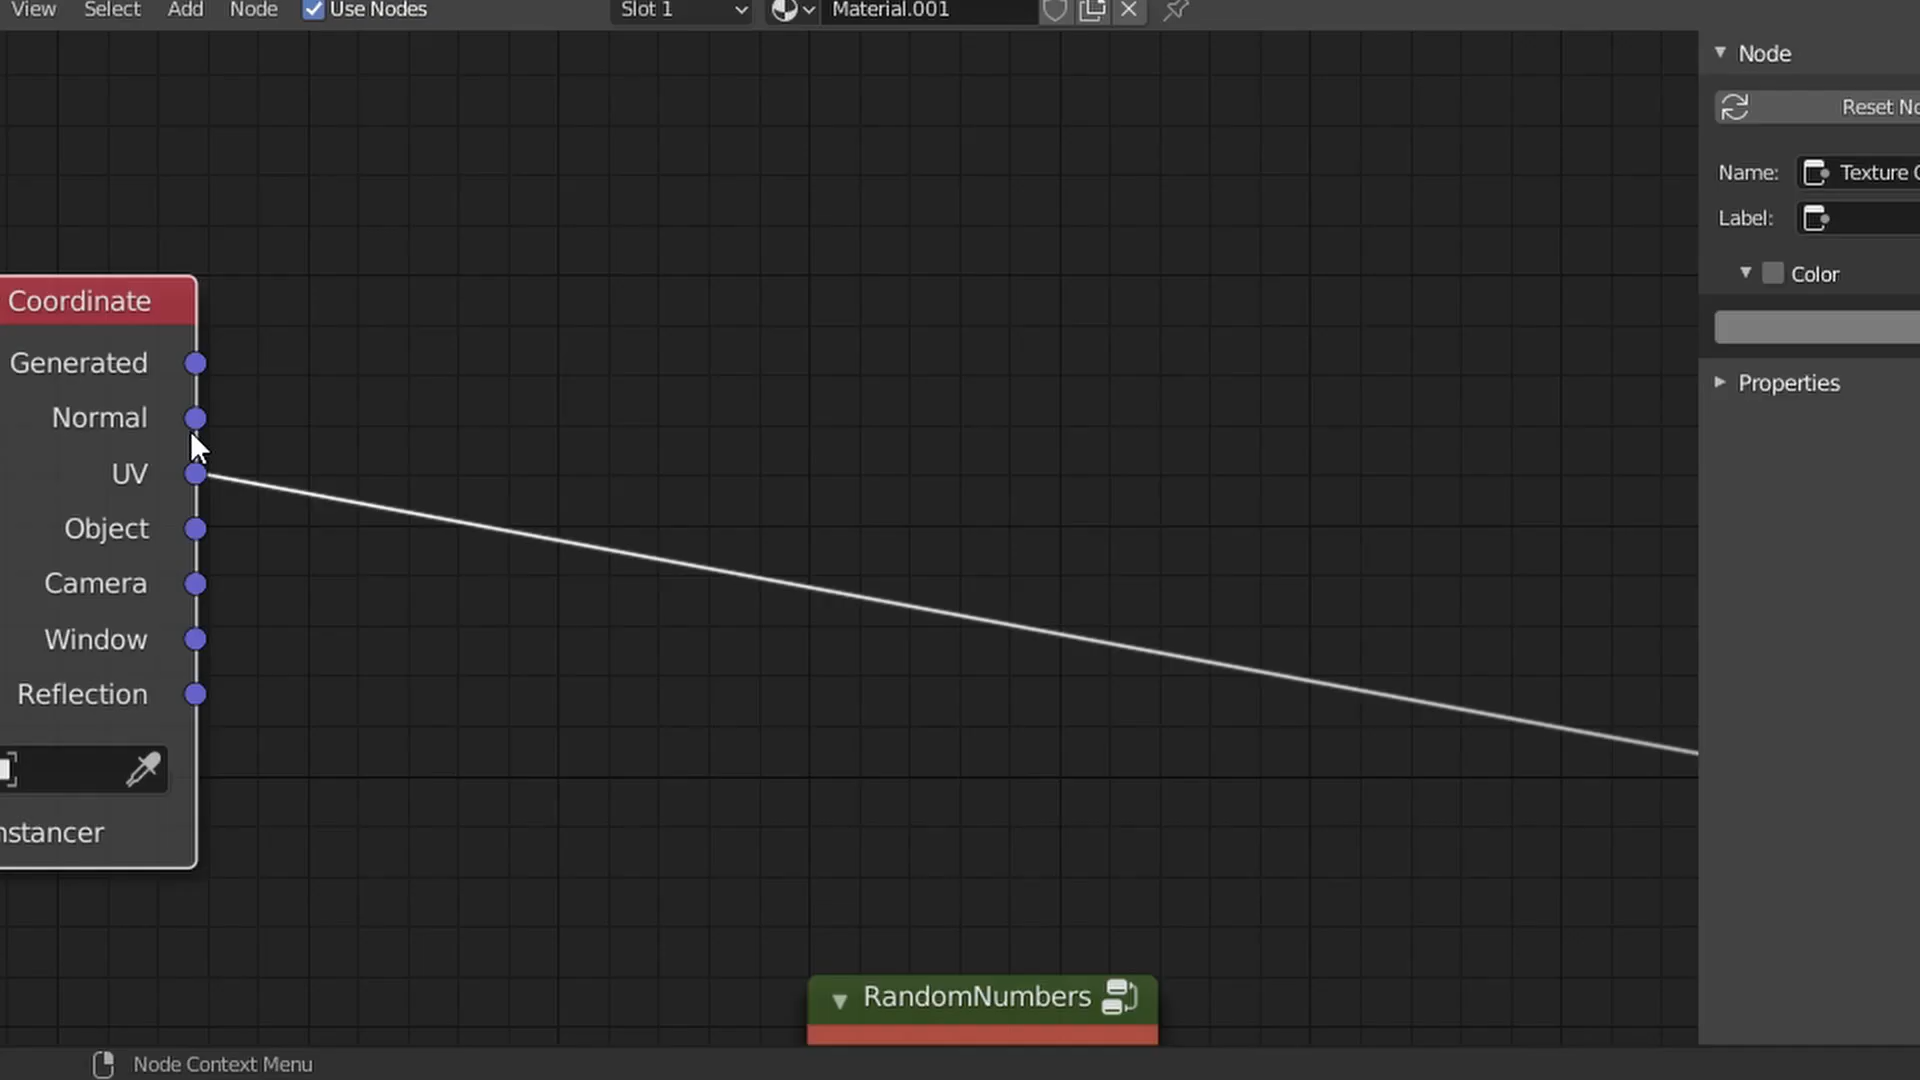 View Select Add Node Use Nodes Slot 1 Material.001
Node
Reset No
Name: Texture C
Label:
Color
Properties
Coordinate
Generated
Normal
UV
Object
Camera
Window
Reflection
nstancer
RandomNumbers
Node Context Menu